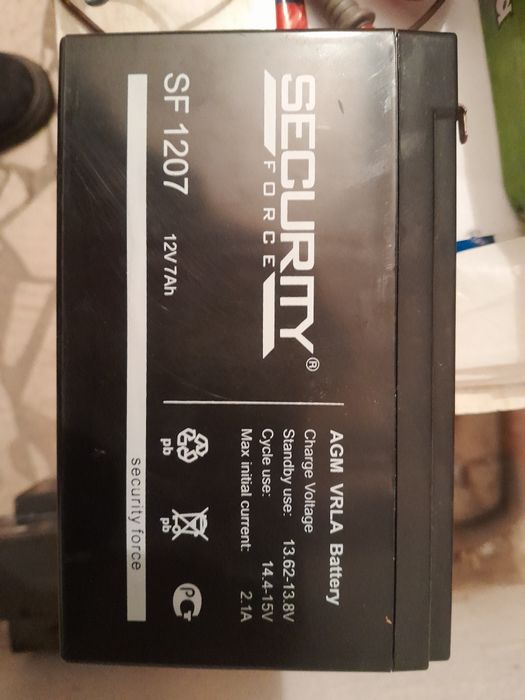 SECURITY®
FORCE
SF 1207
12V7Ah
AGM VRLA Battery
Charge Voltage
Standby use: 13.62-13.8V
Cycle use: 14.4-15V
Max initial current: 2.1A
pb
pb
security force